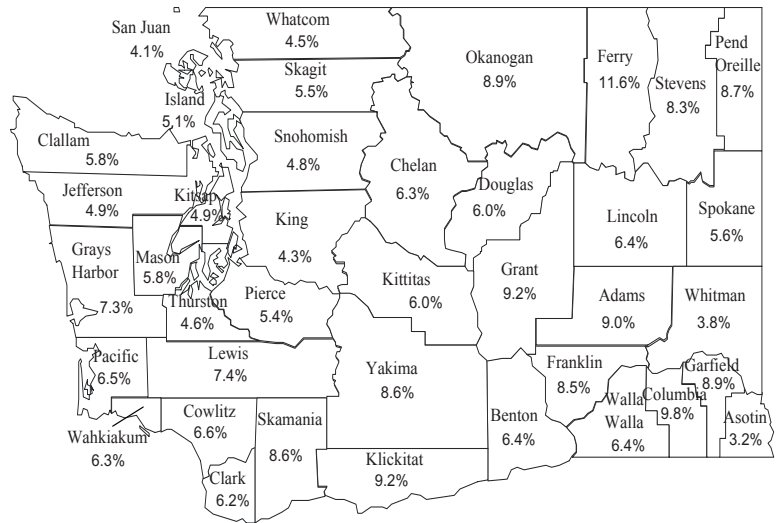 San Juan
4.1%
Whatcom
4.5%
Skagit
5.5%
Island
5.1%
Okanogan
8.9%
Ferry
11.6%
Stevens
8.3%
Pend
Oreille
8.7%
Clallam
5.8%
Snohomish
4.8%
Chelan
6.3%
Douglas
6.0%
Jefferson
4.9%
Kitsap
4.9%
King
4.3%
Lincoln
6.4%
Spokane
5.6%
Grays
Harbor
7.3%
Mason
5.8%
Thurston
4.6%
Pierce
5.4%
Kittitas
6.0%
Grant
9.2%
Adams
9.0%
Whitman
3.8%
Pacific
6.5%
Lewis
7.4%
Yakima
8.6%
Franklin
8.5%
Garfield
8.9%
Wahkiakum
6.3%
Cowlitz
6.6%
Skamania
8.6%
Benton
6.4%
Walla
Walla
6.4%
Columbia
9.8%
Asotin
3.2%
Clark
6.2%
Klickitat
9.2%